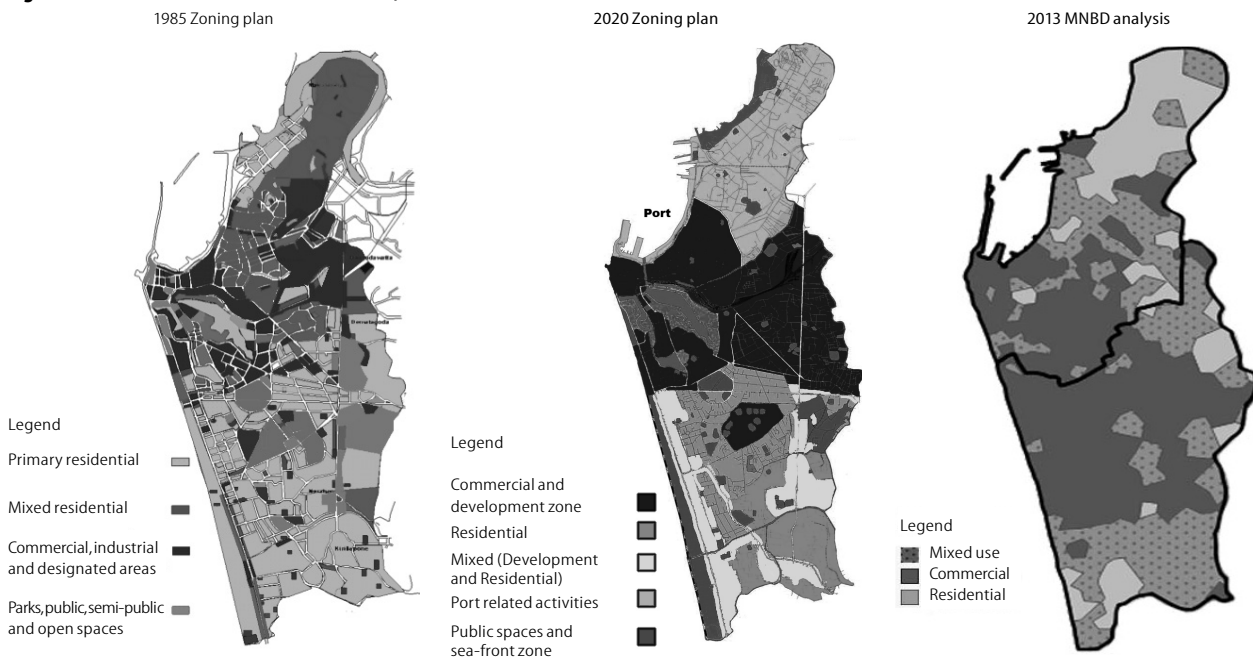 1985 Zoning plan
2020 Zoning plan
2013 MNBD analysis
Port
Legend
Primary residential
Mixed residential
Commercial, industrial
and designated areas
Parks, public, semi-public
and open spaces
Legend
Commercial and
development zone
Residential
Mixed (Development
and Residential)
Port related activities
Public spaces and
sea-front zone
Legend
Mixed use
Commercial
Residential